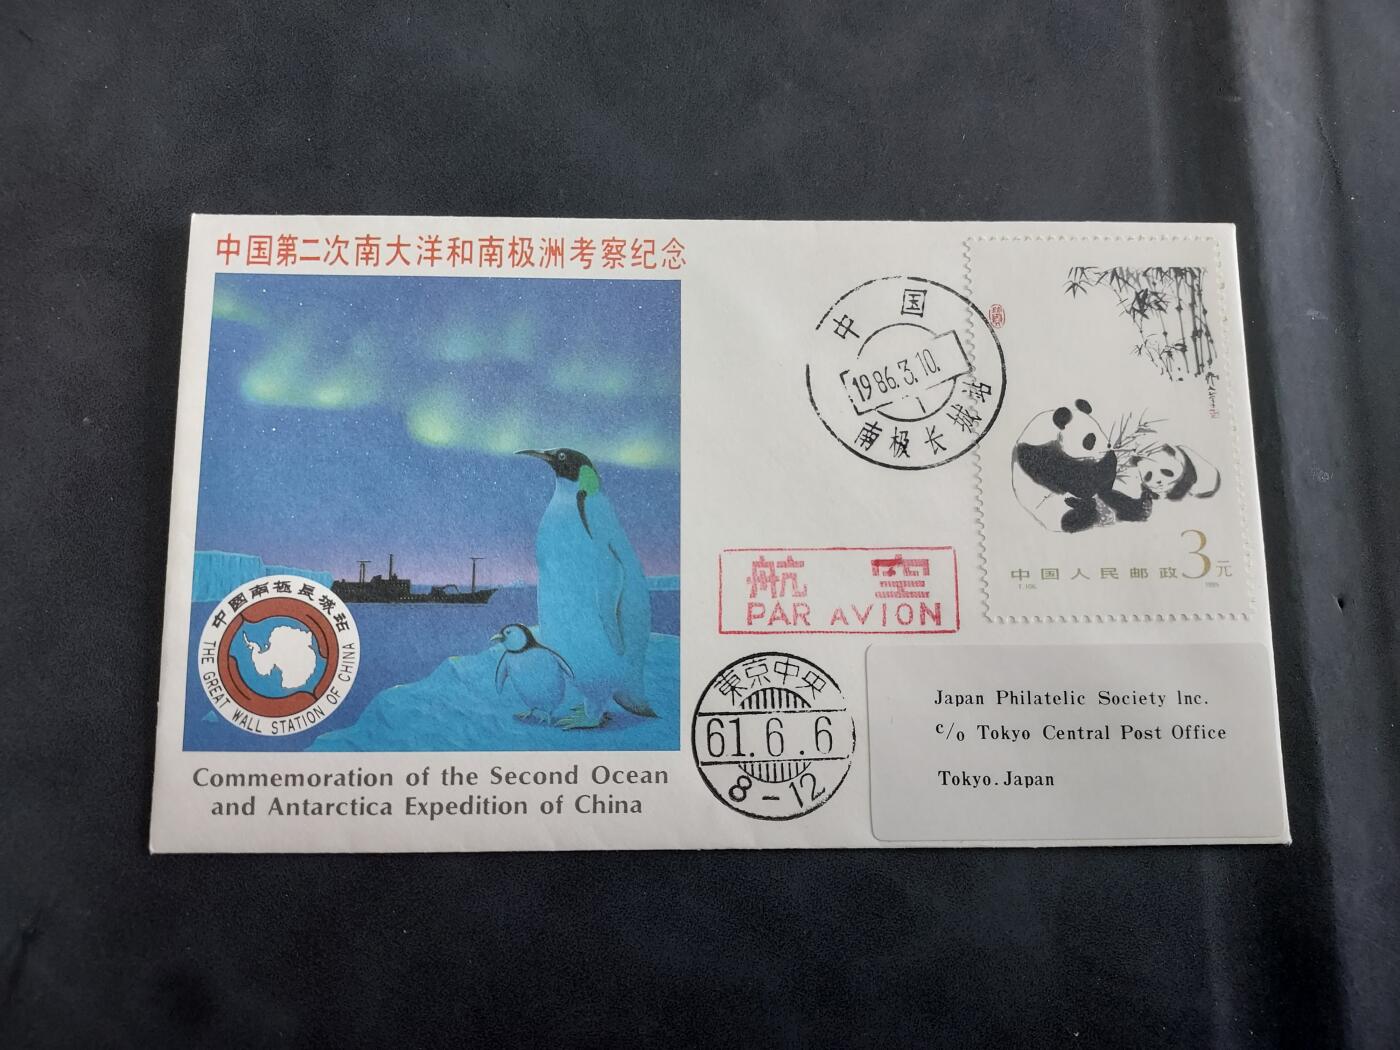 中国第二次南大洋和南极洲考察纪念
中國南极長城站
THE GREAT WALL STATION OF CHINA
Commemoration of the Second Ocean
and Antarctica Expedition of China
中国
1986.3.10.
南极长城站
航空
PAR AVION
東京中央
61.6.6
8-12
3元
中国人民邮政
T.106
1985
Japan Philatelic Society Inc.
c/o Tokyo Central Post Office
Tokyo.Japan